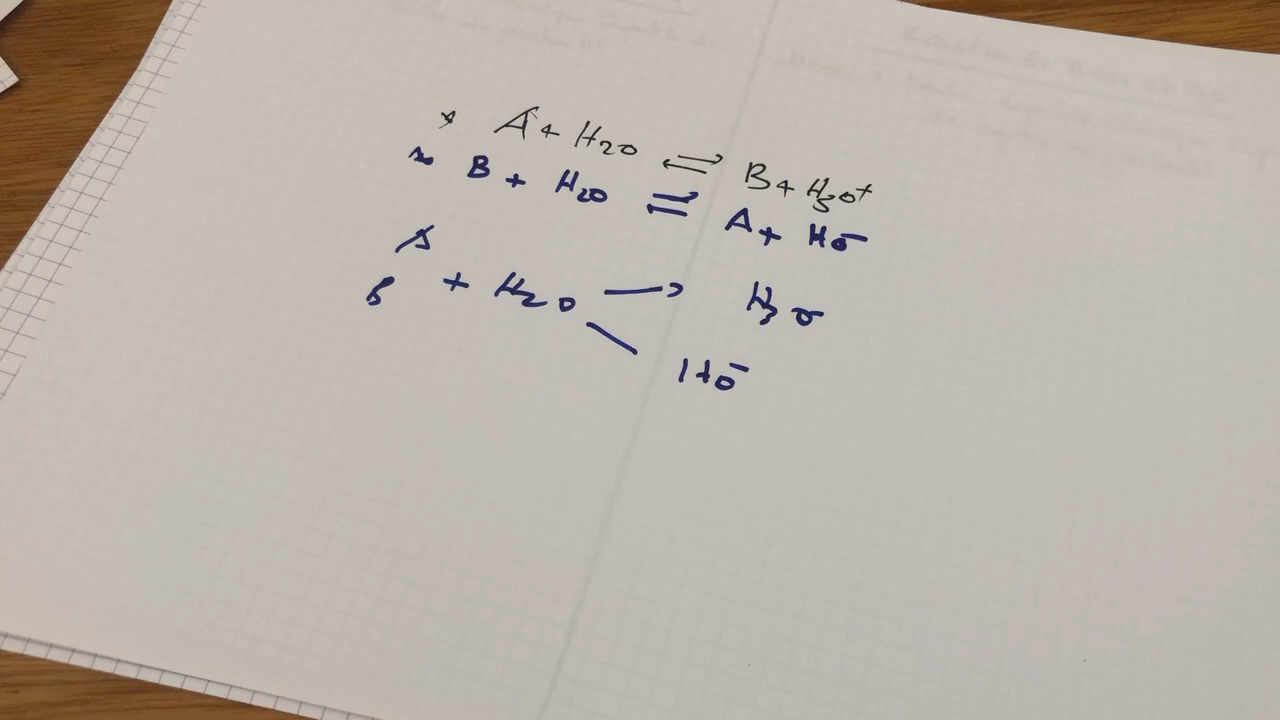 * A + H2O ⇌ B + H3O+
* B + H2O ⇌ A + HO-
A
B + H2O → H3O
HO-